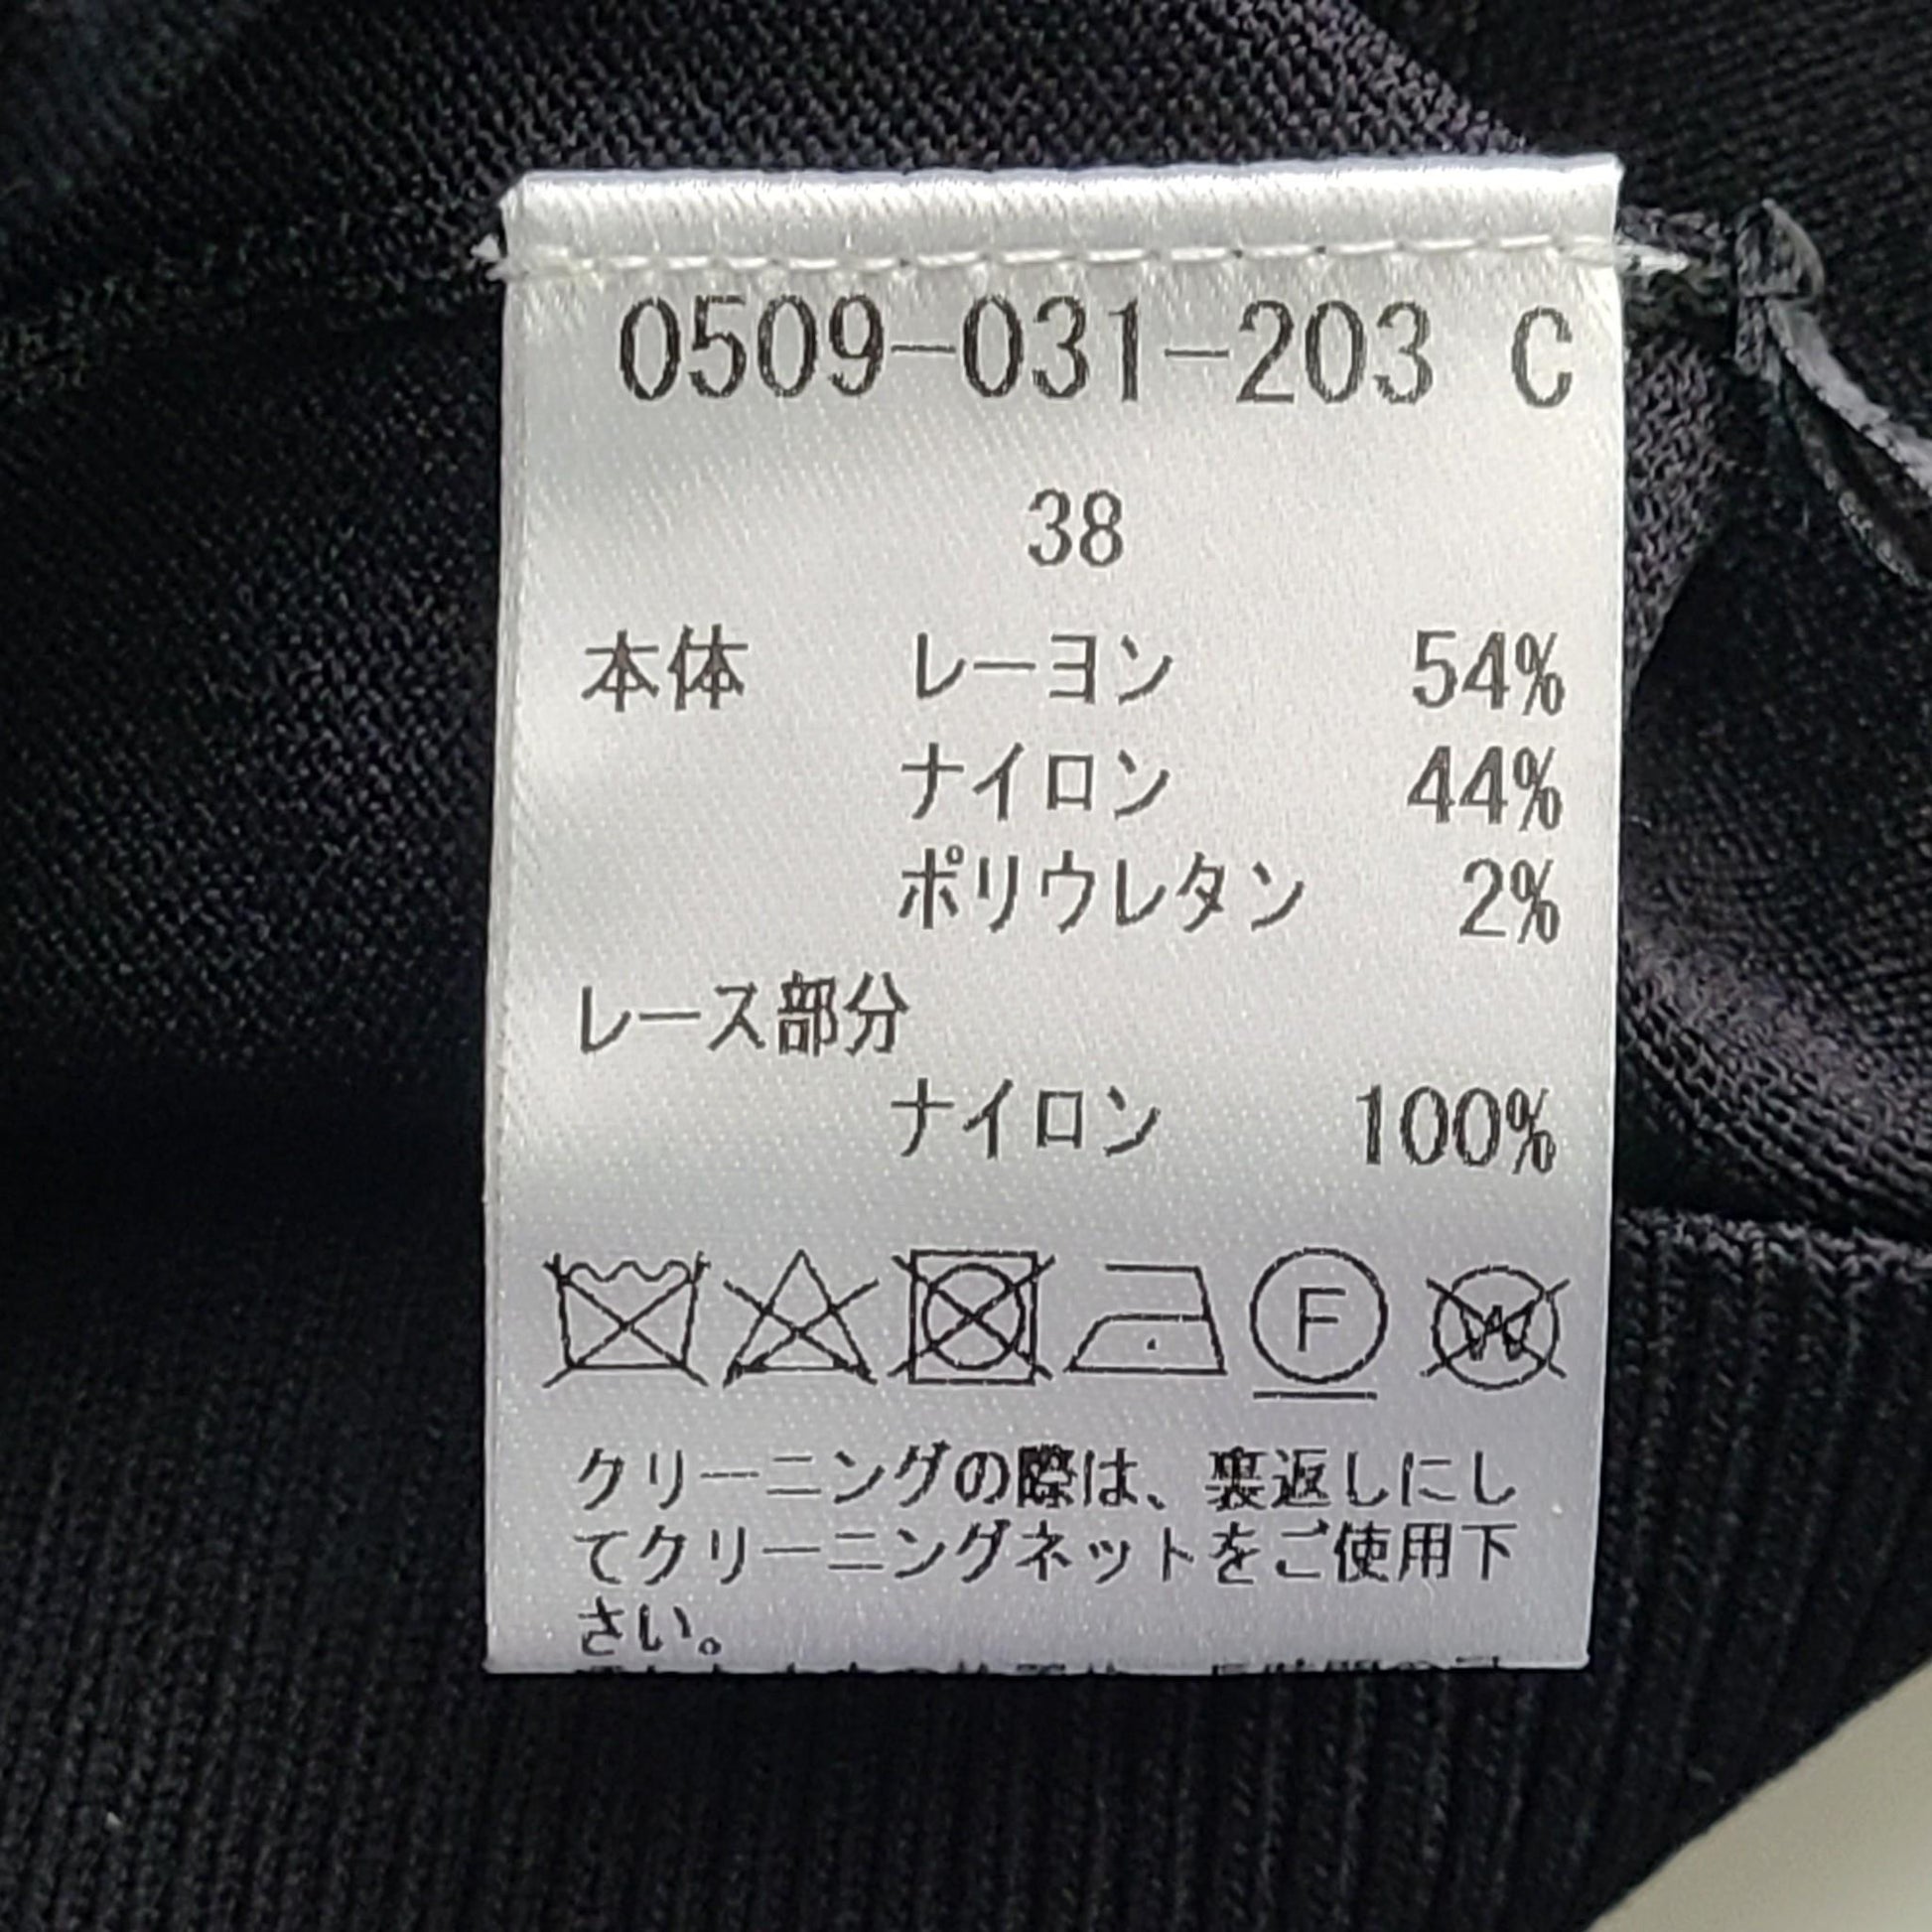 0509-031-203 C
38
本体 レーヨン 54%
ナイロン 44%
ポリウレタン 2%
レース部分
ナイロン 100%
F W
クリーニングの際は、裏返しにし
てクリーニングネットをご使用下
さい。